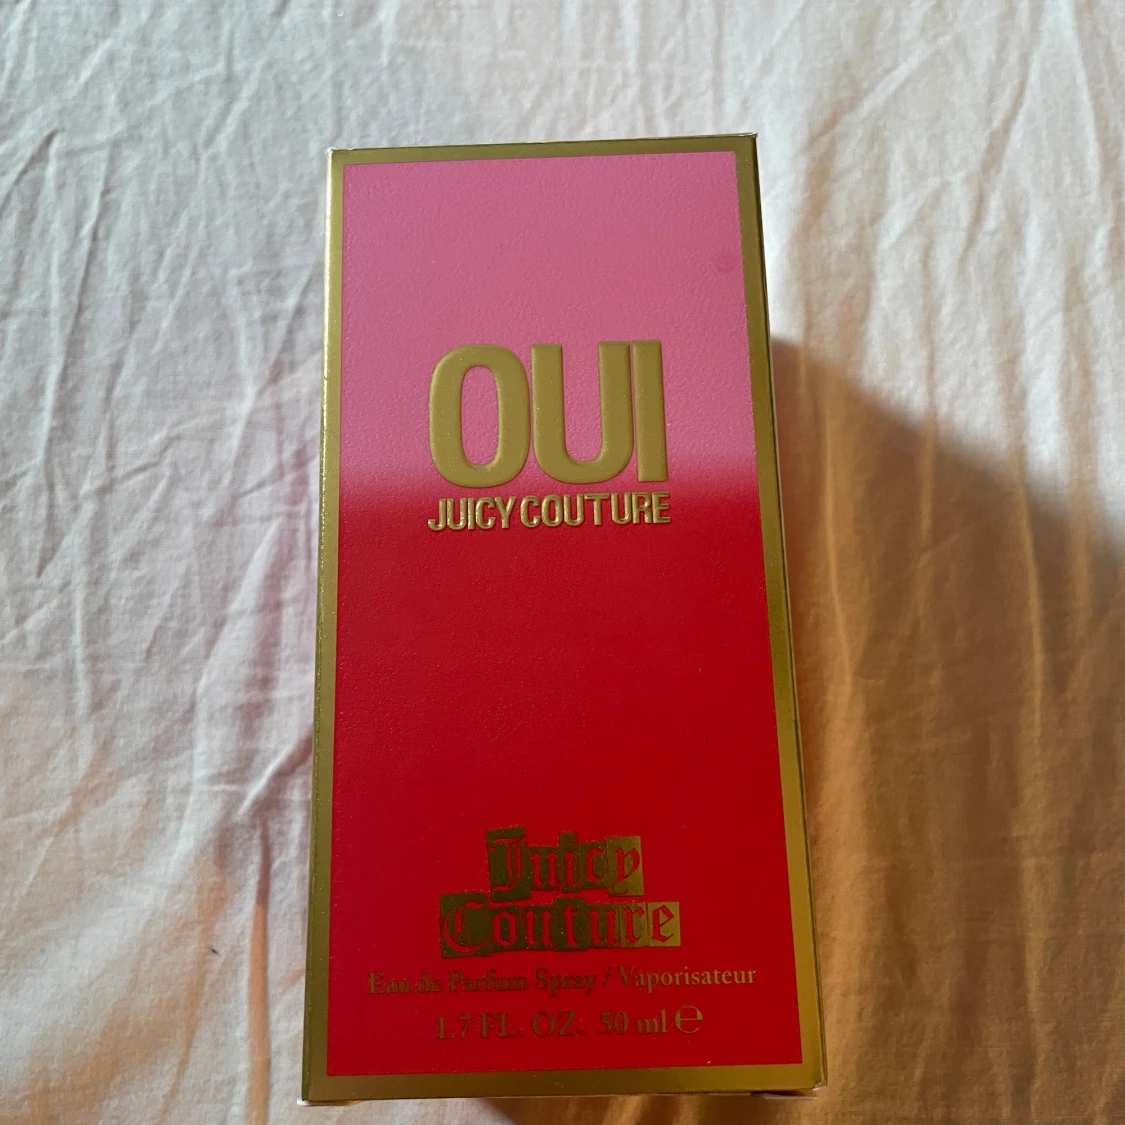 OUI
JUICY COUTURE
Juicy
Couture
Eau de Parfum Spray / Vaporisateur
1.7 FL. OZ. 50 ml ℮